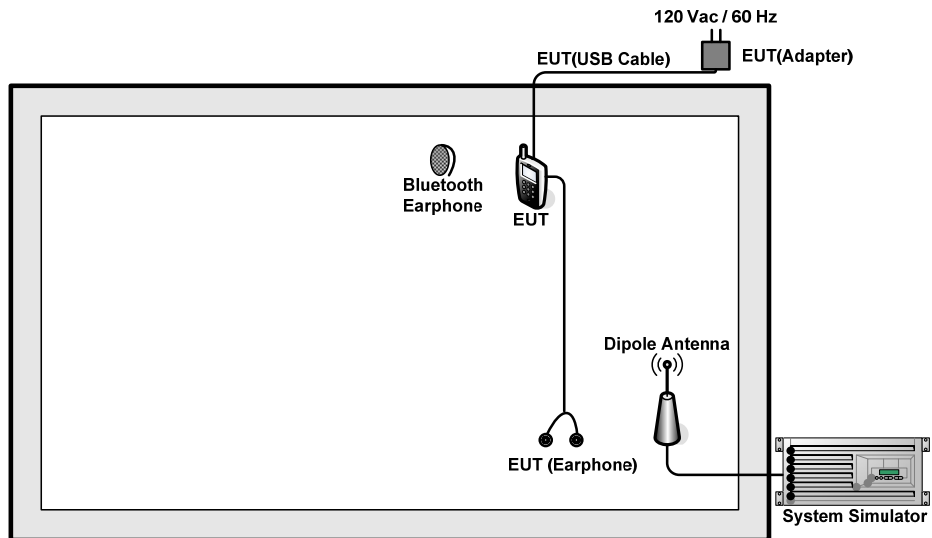 120 Vac / 60 Hz
EUT(USB Cable)
EUT(Adapter)
Bluetooth
Earphone
EUT
Dipole Antenna
EUT (Earphone)
System Simulator